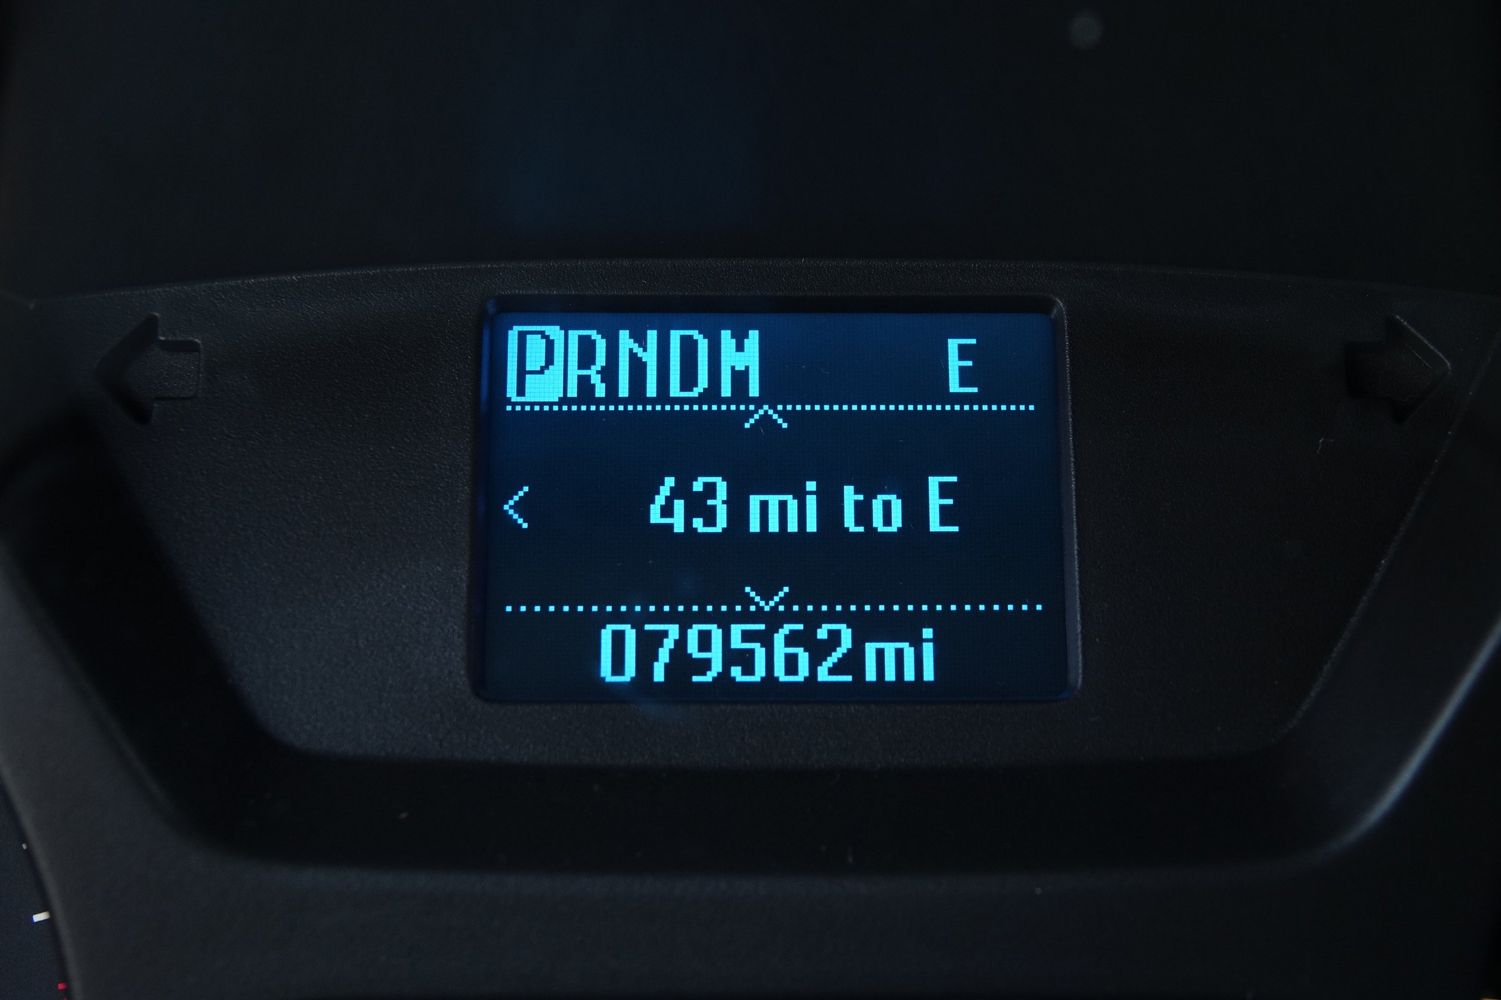 PRNDM E
43 mi to E
079562mi